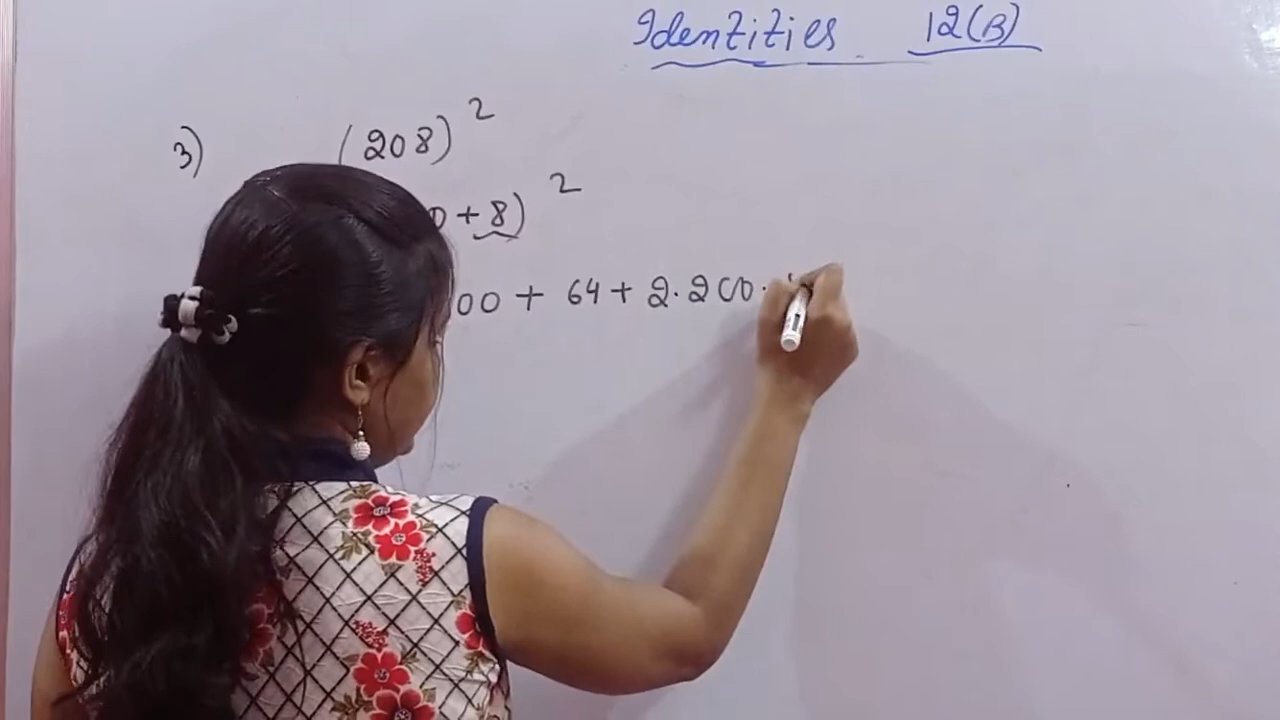 Identities 12(B)
3) (208)²
0 + 8)²
00 + 64 + 2.200.